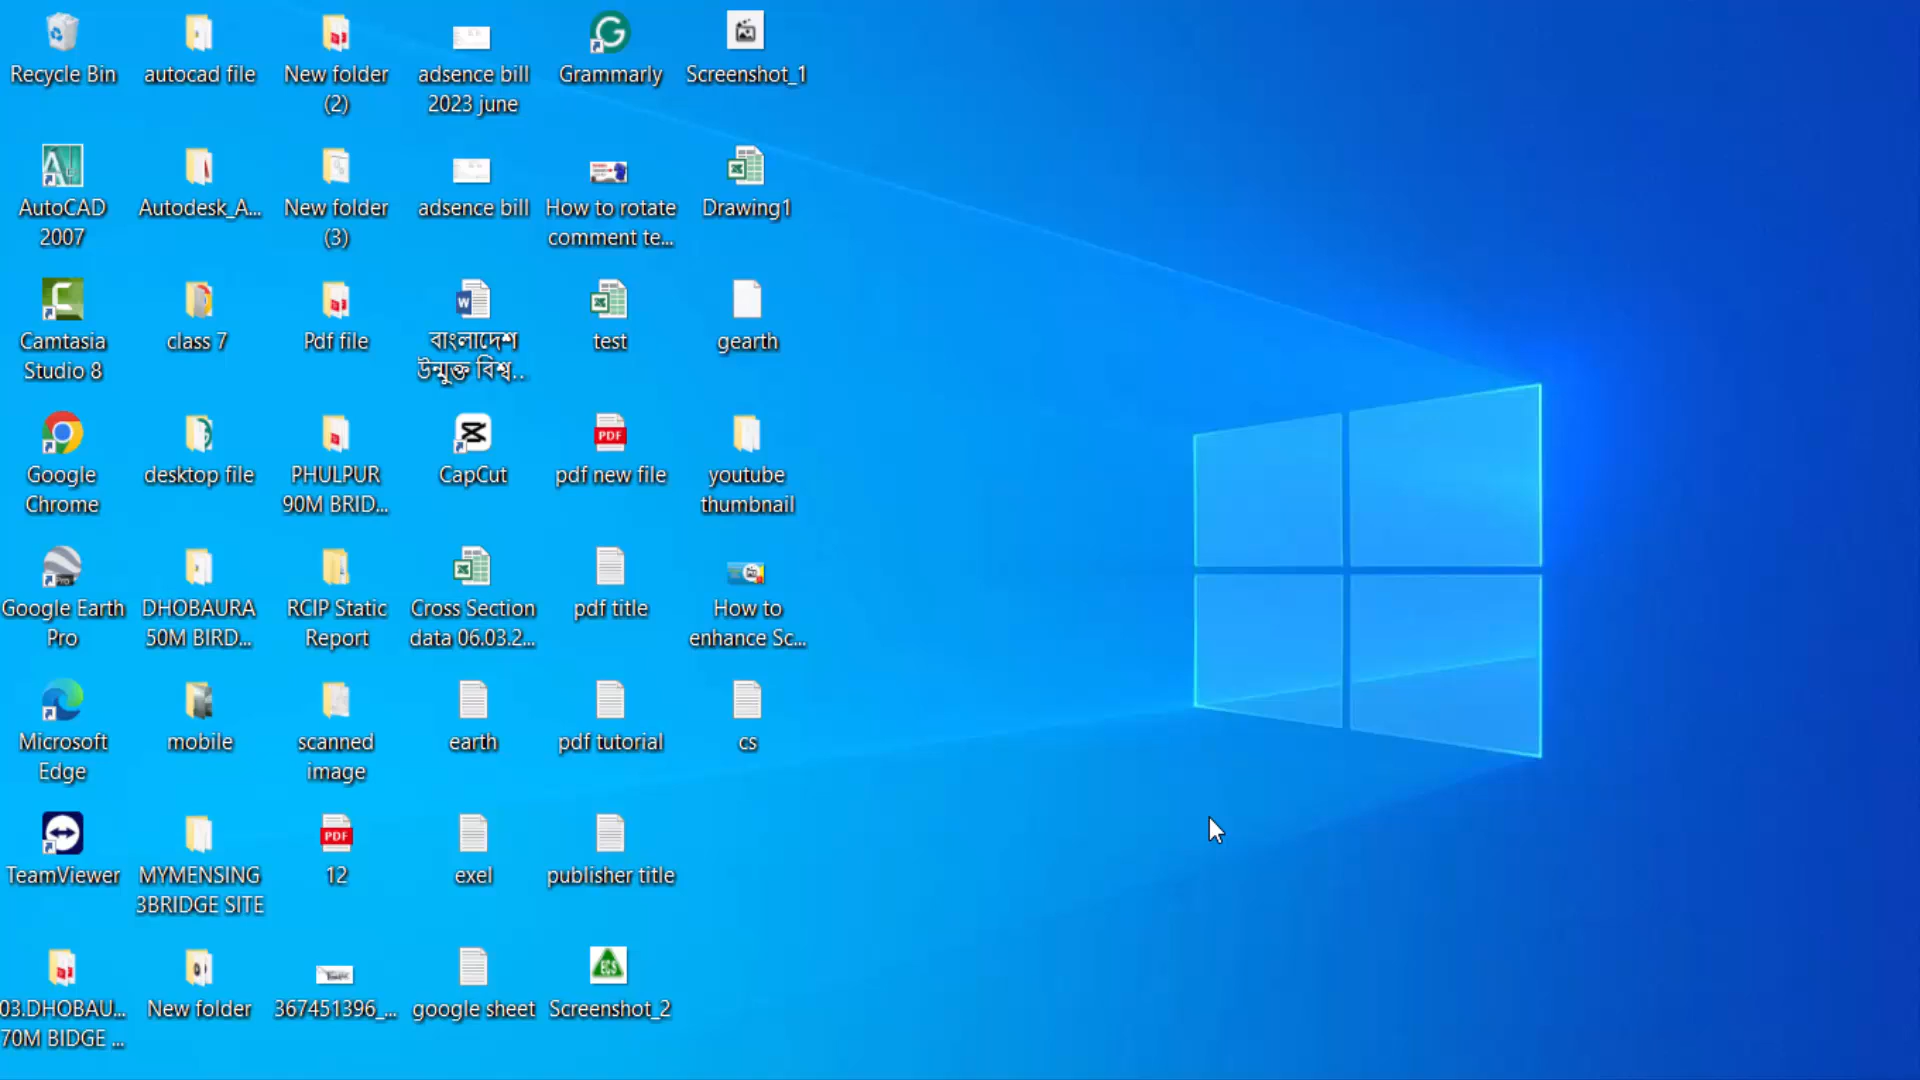 Recycle Bin
autocad file
New folder
(2)
adsence bill
2023 june
Grammarly
Screenshot_1
AutoCAD
2007
Autodesk_A...
New folder
(3)
adsence bill
How to rotate
comment te...
Drawing1
Camtasia
Studio 8
class 7
Pdf file
বাংলাদেশ
উন্মুক্ত বিশ্ব...
test
gearth
Google
Chrome
desktop file
PHULPUR
90M BRID...
CapCut
PDF
pdf new file
youtube
thumbnail
Pro
Google Earth
Pro
DHOBAURA
50M BIRD...
RCIP Static
Report
Cross Section
data 06.03.2...
pdf title
How to
enhance Sc...
Microsoft
Edge
mobile
scanned
image
earth
pdf tutorial
cs
TeamViewer
MYMENSING
3BRIDGE SITE
PDF
12
exel
publisher title
03.DHOBAU...
70M BIDGE ...
New folder
367451396_...
google sheet
ECS
Screenshot_2